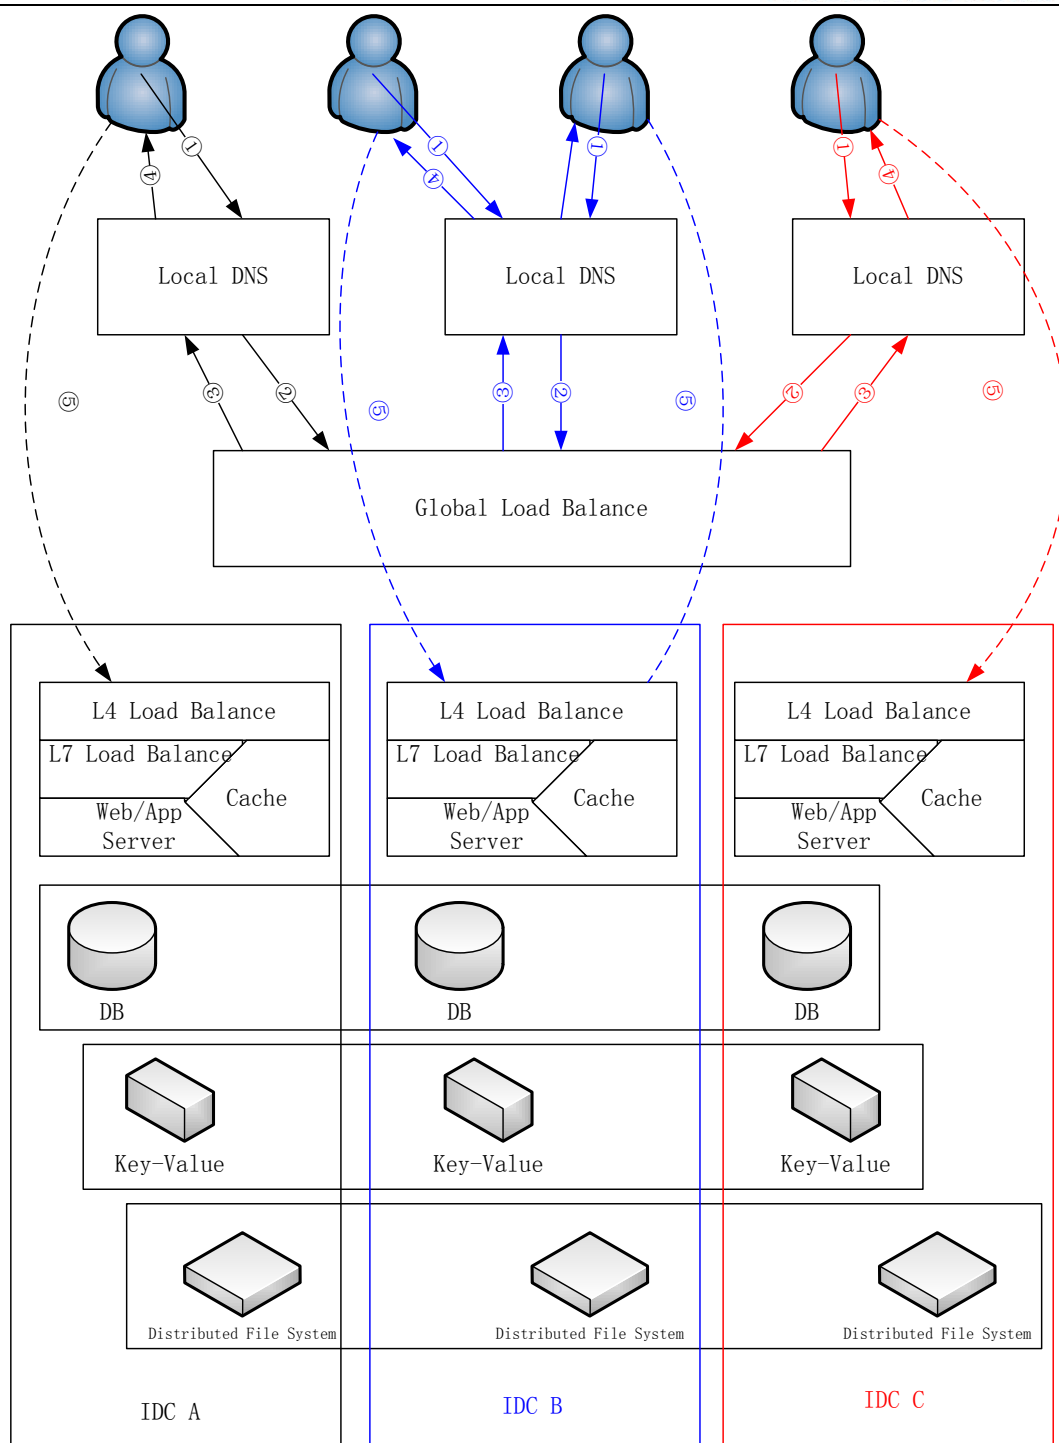 ①
①
①
①
④
④
④
Local DNS
Local DNS
Local DNS
③
②
③
②
②
③
⑤
⑤
⑤
⑤
Global Load Balance
L4 Load Balance
L4 Load Balance
L4 Load Balance
L7 Load Balance
L7 Load Balance
L7 Load Balance
Cache
Cache
Cache
Web/App
Server
Web/App
Server
Web/App
Server
DB
DB
DB
Key-Value
Key-Value
Key-Value
Distributed File System
Distributed File System
Distributed File System
IDC A
IDC B
IDC C